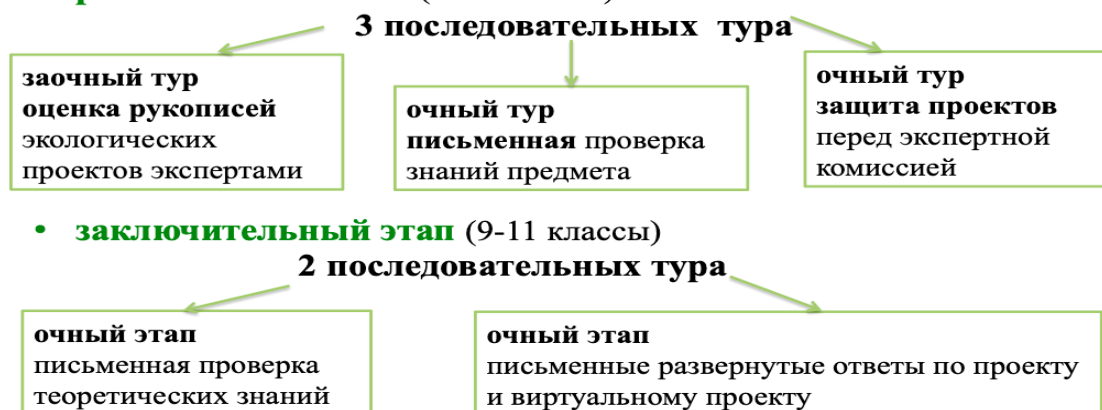 3 последовательных тура
заочный тур
оценка рукописей
экологических
проектов экспертами
очный тур
письменная проверка
знаний предмета
очный тур
защита проектов
перед экспертной
комиссией
• заключительный этап (9-11 классы)
2 последовательных тура
очный этап
письменная проверка
теоретических знаний
очный этап
письменные развернутые ответы по проекту
и виртуальному проекту